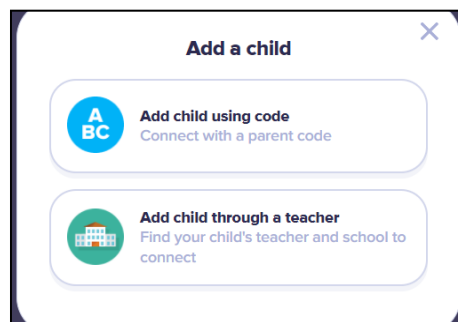 Add a child
A
BC
Add child using code
Connect with a parent code
Add child through a teacher
Find your child's teacher and school to
connect